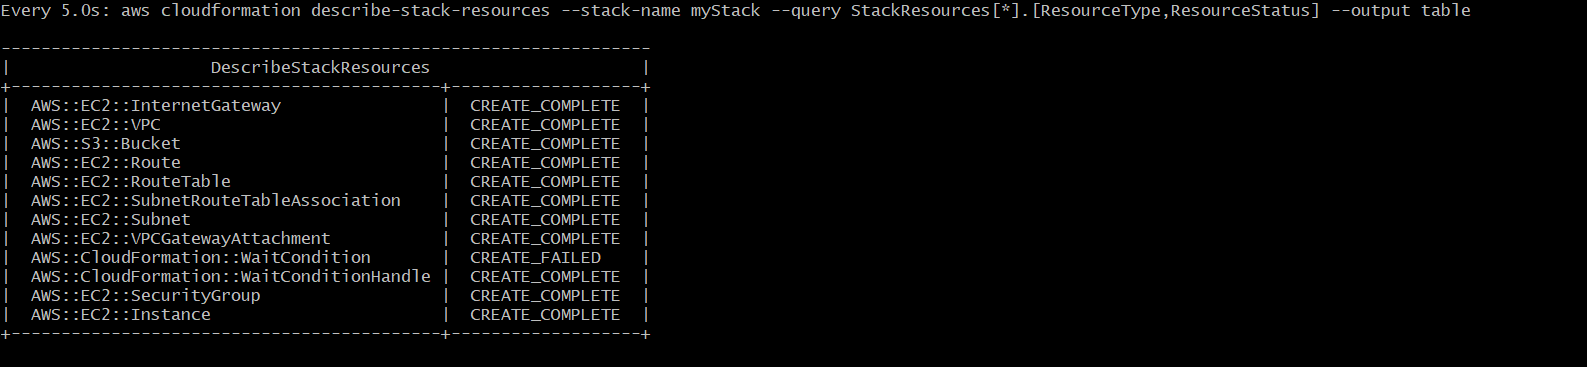 Every 5.0s: aws cloudformation describe-stack-resources --stack-name myStack --query StackResources[*].[ResourceType,ResourceStatus] --output table
-----------------------------------------------------------------
|                    DescribeStackResources                     |
+-------------------------------------------+-------------------+
|  AWS::EC2::InternetGateway                |  CREATE_COMPLETE  |
|  AWS::EC2::VPC                            |  CREATE_COMPLETE  |
|  AWS::S3::Bucket                          |  CREATE_COMPLETE  |
|  AWS::EC2::Route                          |  CREATE_COMPLETE  |
|  AWS::EC2::RouteTable                     |  CREATE_COMPLETE  |
|  AWS::EC2::SubnetRouteTableAssociation    |  CREATE_COMPLETE  |
|  AWS::EC2::Subnet                         |  CREATE_COMPLETE  |
|  AWS::EC2::VPCGatewayAttachment           |  CREATE_COMPLETE  |
|  AWS::CloudFormation::WaitCondition       |  CREATE_FAILED    |
|  AWS::CloudFormation::WaitConditionHandle |  CREATE_COMPLETE  |
|  AWS::EC2::SecurityGroup                  |  CREATE_COMPLETE  |
|  AWS::EC2::Instance                       |  CREATE_COMPLETE  |
+-------------------------------------------+-------------------+